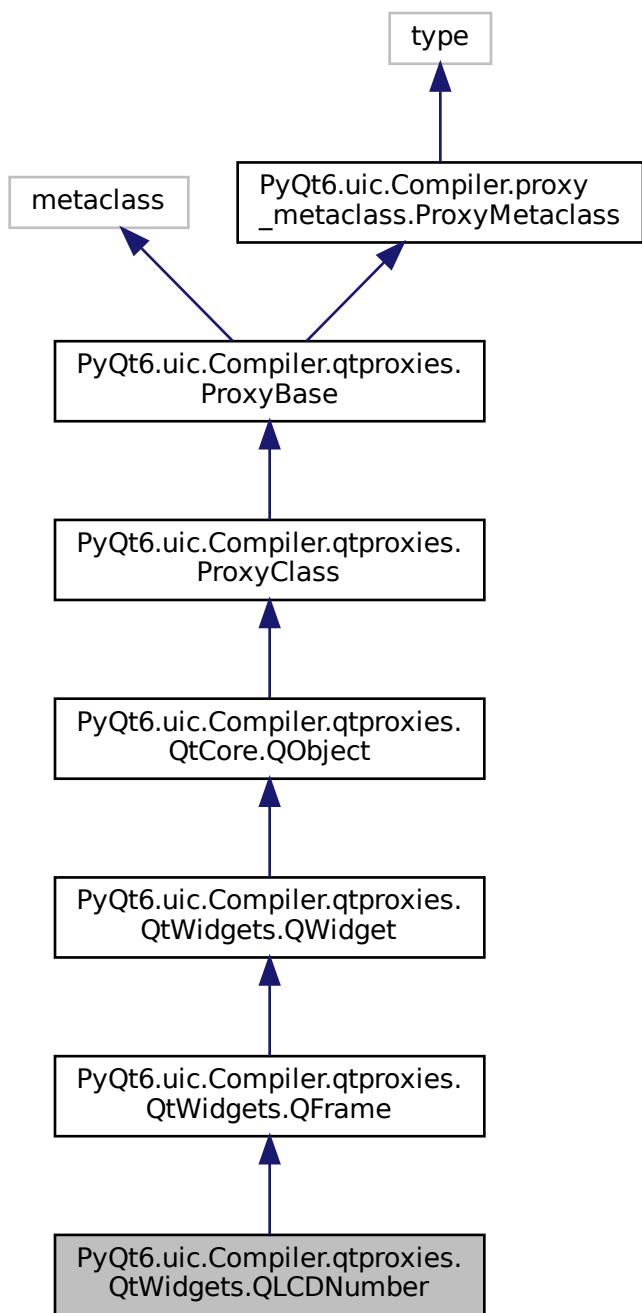 type
PyQt6.uic.Compiler.proxy
_metaclass.ProxyMetaclass
metaclass
PyQt6.uic.Compiler.qtproxies.
ProxyBase
PyQt6.uic.Compiler.qtproxies.
ProxyClass
PyQt6.uic.Compiler.qtproxies.
QtCore.QObject
PyQt6.uic.Compiler.qtproxies.
QtWidgets.QWidget
PyQt6.uic.Compiler.qtproxies.
QtWidgets.QFrame
PyQt6.uic.Compiler.qtproxies.
QtWidgets.QLCDNumber